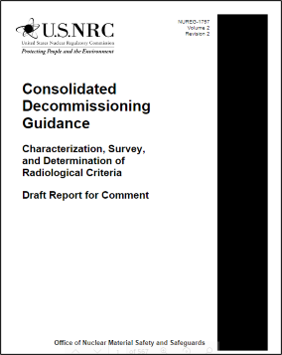 U.S.NRC
United States Nuclear Regulatory Commission
Protecting People and the Environment
NUREG-1757
Volume 2
Revision 2
Consolidated
Decommissioning
Guidance
Characterization, Survey,
and Determination of
Radiological Criteria
Draft Report for Comment
Office of Nuclear Material Safety and Safeguards